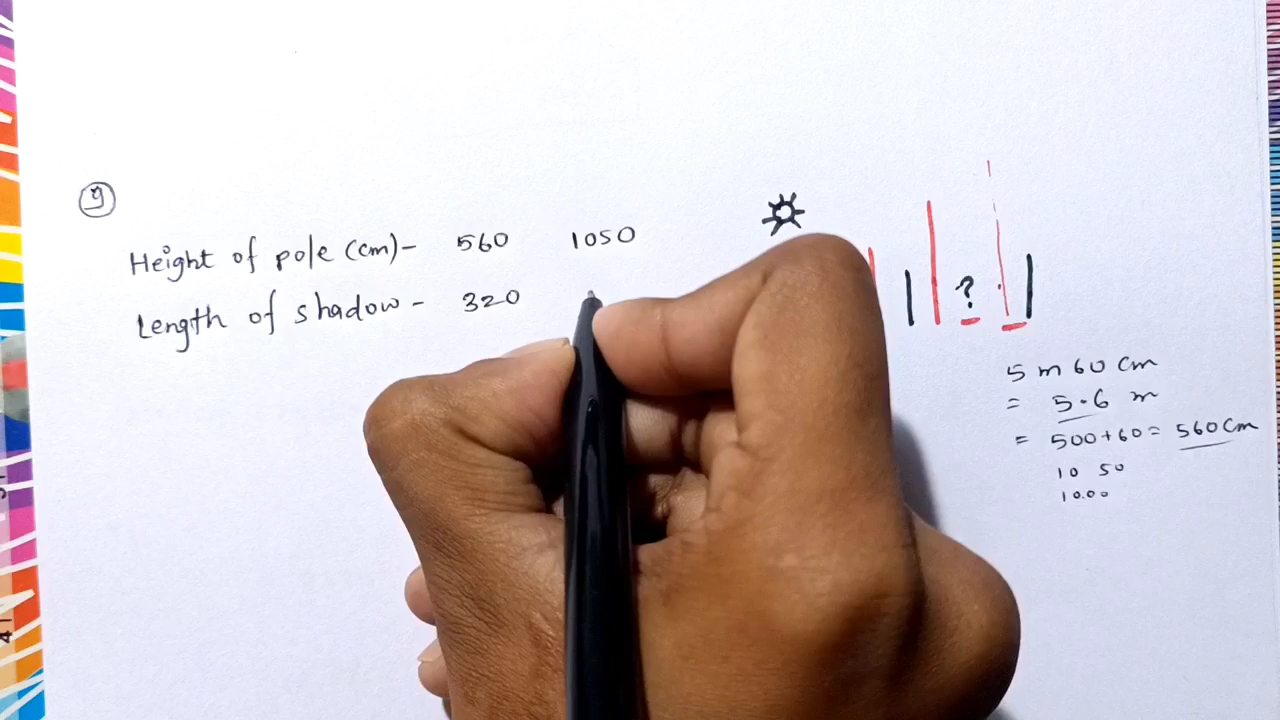 9
Height of pole (cm)- 560 1050
Length of shadow - 320
?
5 m 60 cm
= 5.6 m
= 500+60= 560 cm
10 50
10.00